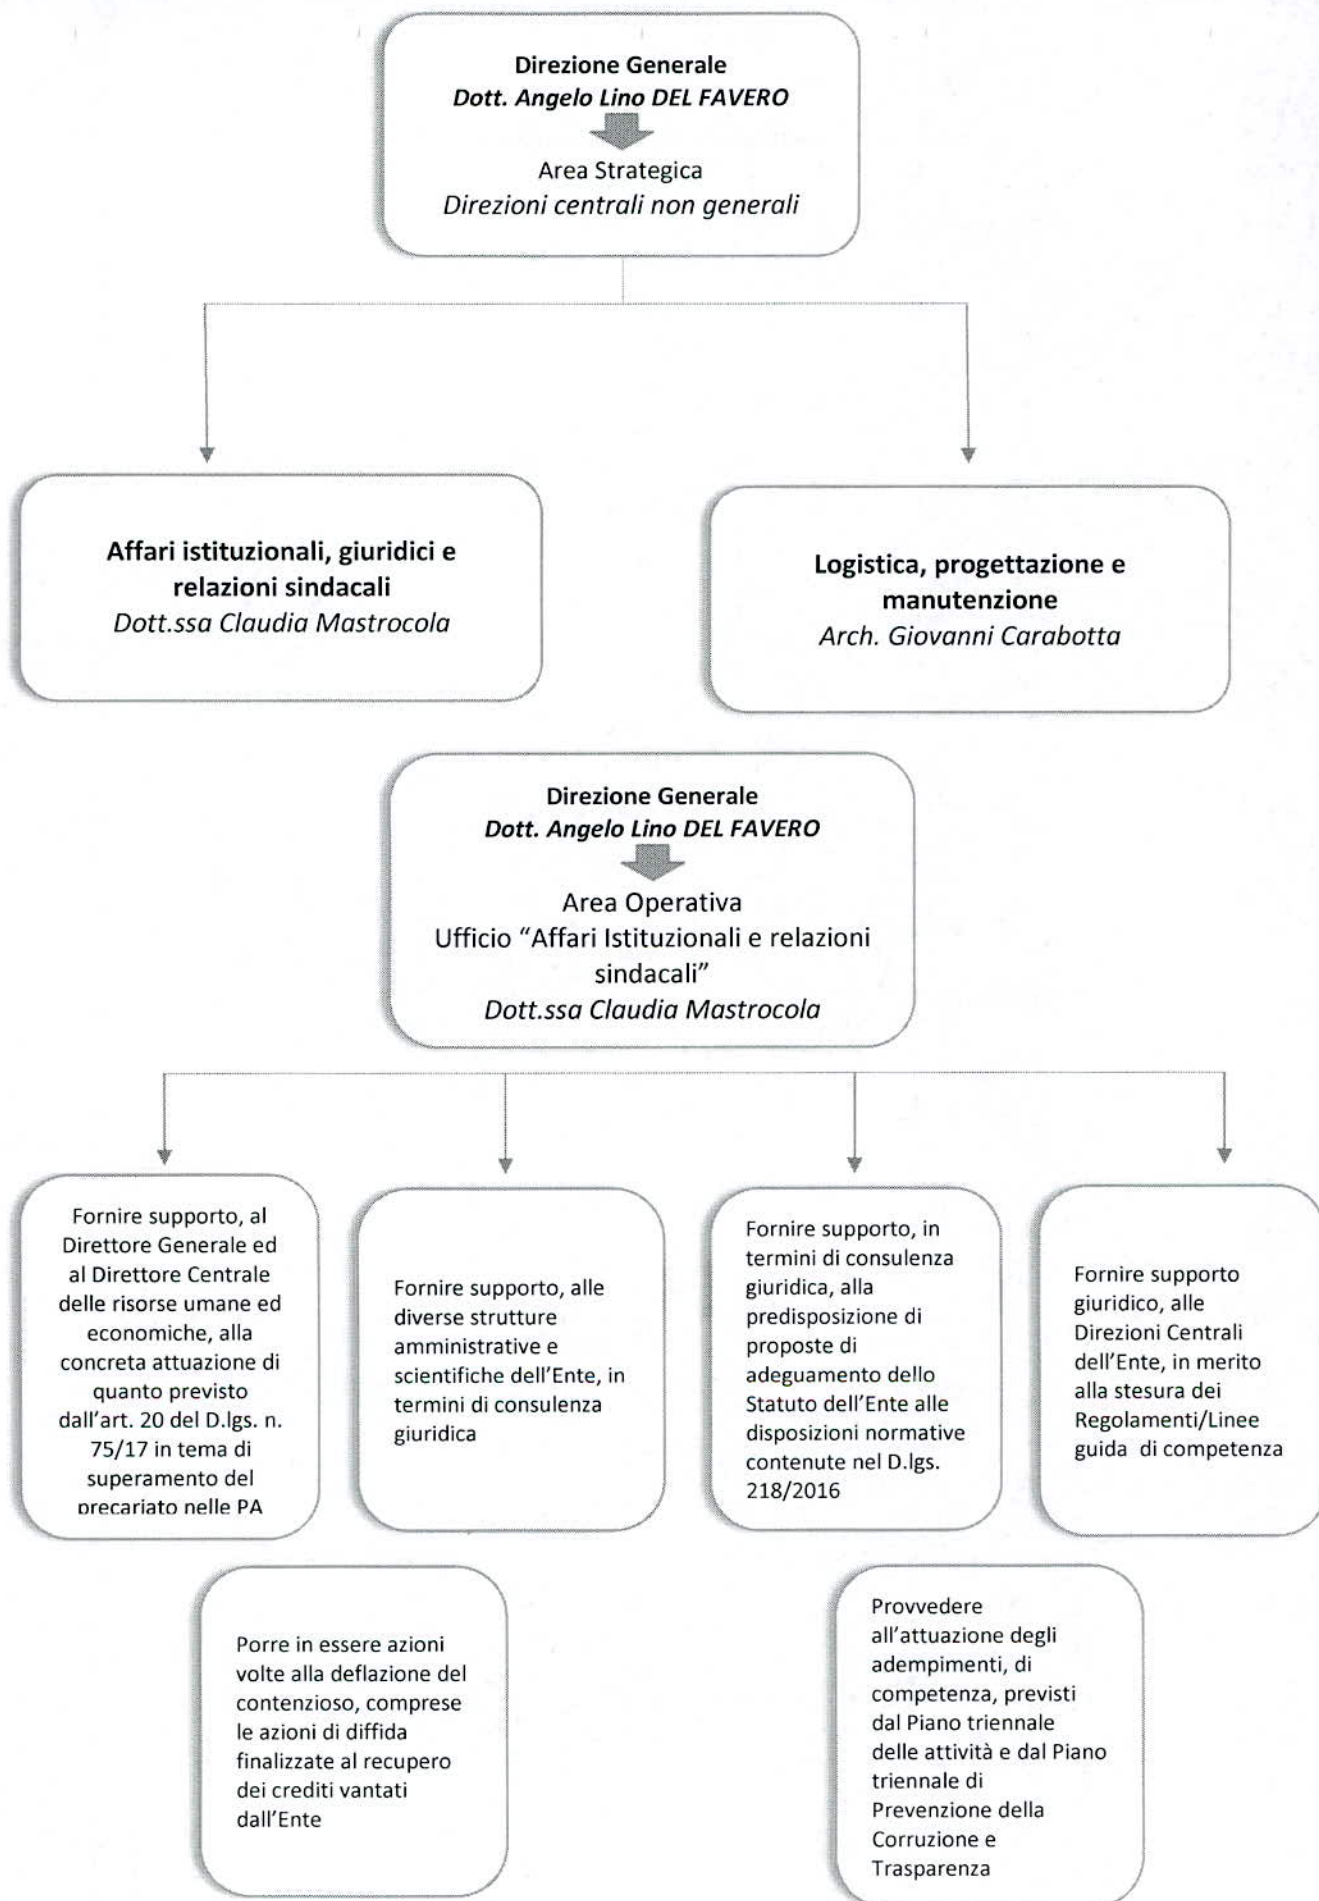 Direzione Generale
Dott. Angelo Lino DEL FAVERO
Area Strategica
Direzioni centrali non generali
Affari istituzionali, giuridici e
relazioni sindacali
Dott.ssa Claudia Mastrocola
Logistica, progettazione e
manutenzione
Arch. Giovanni Carabotta
Direzione Generale
Dott. Angelo Lino DEL FAVERO
Area Operativa
Ufficio “Affari Istituzionali e relazioni
sindacali”
Dott.ssa Claudia Mastrocola
Fornire supporto, al
Direttore Generale ed
al Direttore Centrale
delle risorse umane ed
economiche, alla
concreta attuazione di
quanto previsto
dall’art. 20 del D.lgs. n.
75/17 in tema di
superamento del
precariato nelle PA
Fornire supporto, alle
diverse strutture
amministrative e
scientifiche dell’Ente, in
termini di consulenza
giuridica
Fornire supporto, in
termini di consulenza
giuridica, alla
predisposizione di
proposte di
adeguamento dello
Statuto dell’Ente alle
disposizioni normative
contenute nel D.lgs.
218/2016
Fornire supporto
giuridico, alle
Direzioni Centrali
dell’Ente, in merito
alla stesura dei
Regolamenti/Linee
guida di competenza
Porre in essere azioni
volte alla deflazione del
contenzioso, comprese
le azioni di diffida
finalizzate al recupero
dei crediti vantati
dall’Ente
Provvedere
all’attuazione degli
adempimenti, di
competenza, previsti
dal Piano triennale
delle attività e dal Piano
triennale di
Prevenzione della
Corruzione e
Trasparenza